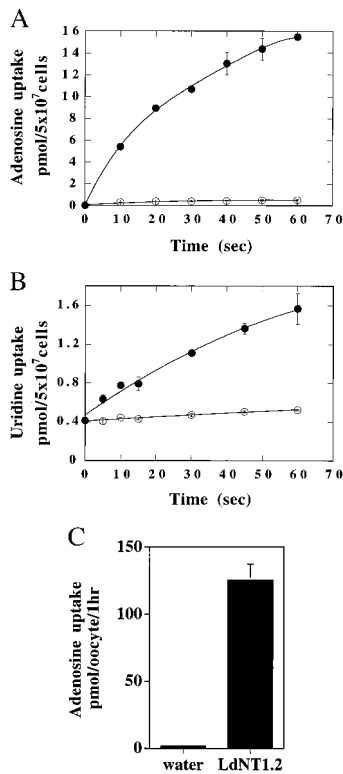 A
Adenosine uptake
pmol/5x10⁷cells
16
14
12
10
8
6
4
2
0
0 10 20 30 40 50 60 70
Time (sec)
B
Uridine uptake
pmol/5x10⁷cells
1.6
1.2
0.8
0.4
0
0 10 20 30 40 50 60 70
Time (sec)
C
Adenosine uptake
pmol/oocyte/1hr
150
100
50
0
water LdNT1.2